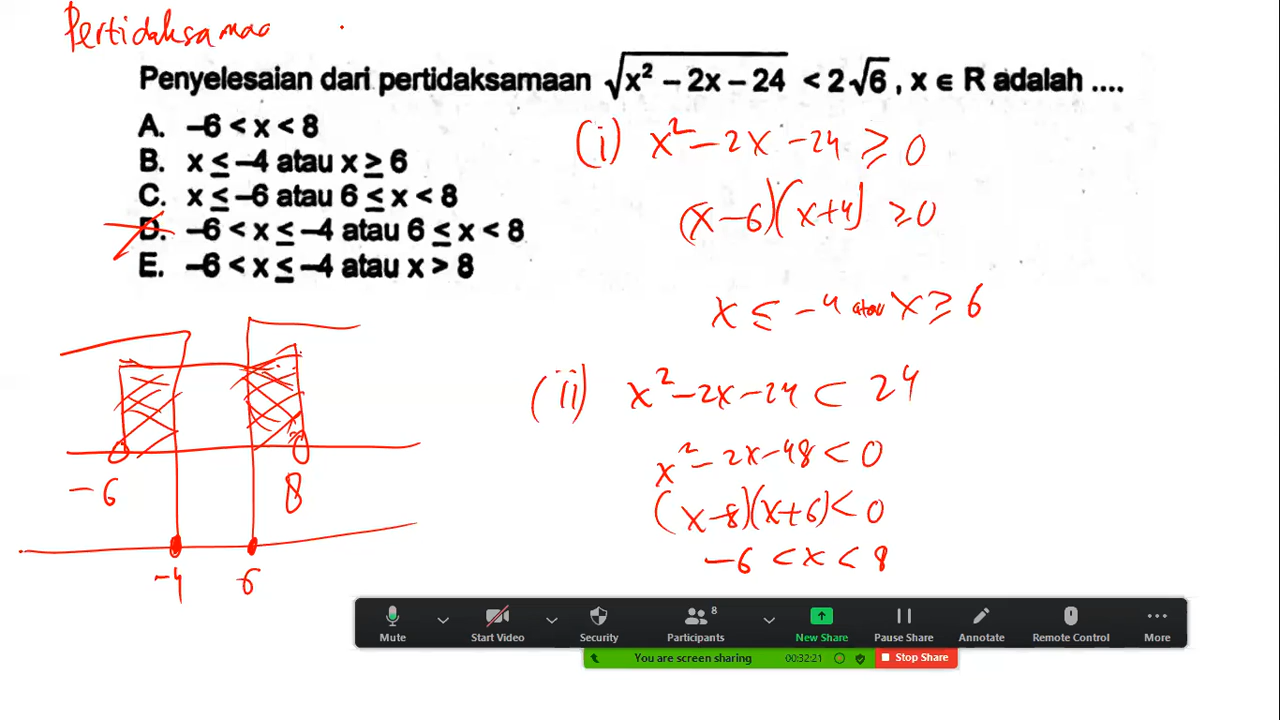 Pertidaksamaa
Penyelesaian dari pertidaksamaan √(x² – 2x – 24) < 2√6 , x ∈ R adalah ....
A. –6 < x < 8
B. x ≤ –4 atau x ≥ 6
C. x ≤ –6 atau 6 ≤ x < 8
D. –6 < x ≤ –4 atau 6 ≤ x < 8
E. –6 < x ≤ –4 atau x > 8
(i) x² – 2x – 24 ≥ 0
(x – 6)(x + 4) ≥ 0
x ≤ – 4 atau x ≥ 6
(ii) x² – 2x – 24 < 24
x² – 2x – 48 < 0
(x – 8)(x + 6) < 0
– 6 < x < 8
– 6 8
– 4 6
Mute Start Video Security Participants 8 New Share Pause Share Annotate Remote Control More
You are screen sharing 00:32:21 Stop Share